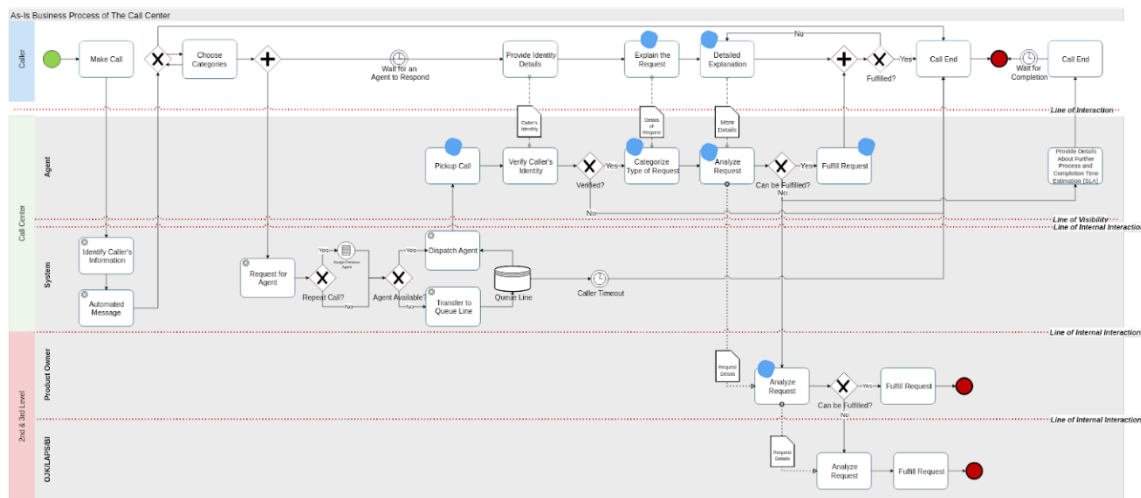 As-Is Business Process of The Call Center
Caller
Make Call
Choose
Categories
Wait for an
Agent to Respond
Provide Identity
Details
Explain the
Request
Detailed
Explanation
No
Fulfilled?
Yes
Call End
Wait for
Completion
Call End
Line of Interaction
Caller's
Identity
Details
of
Request
More
Details
Call Center
Agent
Pickup Call
Verify Caller's
Identity
Verified?
Yes
No
Categorize
Type of Request
Analyze
Request
Can be Fulfilled?
Yes
No
Fulfill Request
Provide Details
About Further
Process and
Completion Time
Estimation (SLA)
Line of Visibility
Line of Internal Interaction
System
Identify Caller's
Information
Automated
Message
Request for
Agent
Repeat Call?
Yes
No
Agent Available?
Yes
No
Dispatch Agent
Transfer to
Queue Line
Queue Line
Caller Timeout
Line of Internal Interaction
2nd & 3rd Level
Product Owner
Request
Details
Analyze
Request
Can be Fulfilled?
Yes
No
Fulfill Request
Line of Internal Interaction
OJK/LAPS/BI
Request
Details
Analyze
Request
Fulfill Request